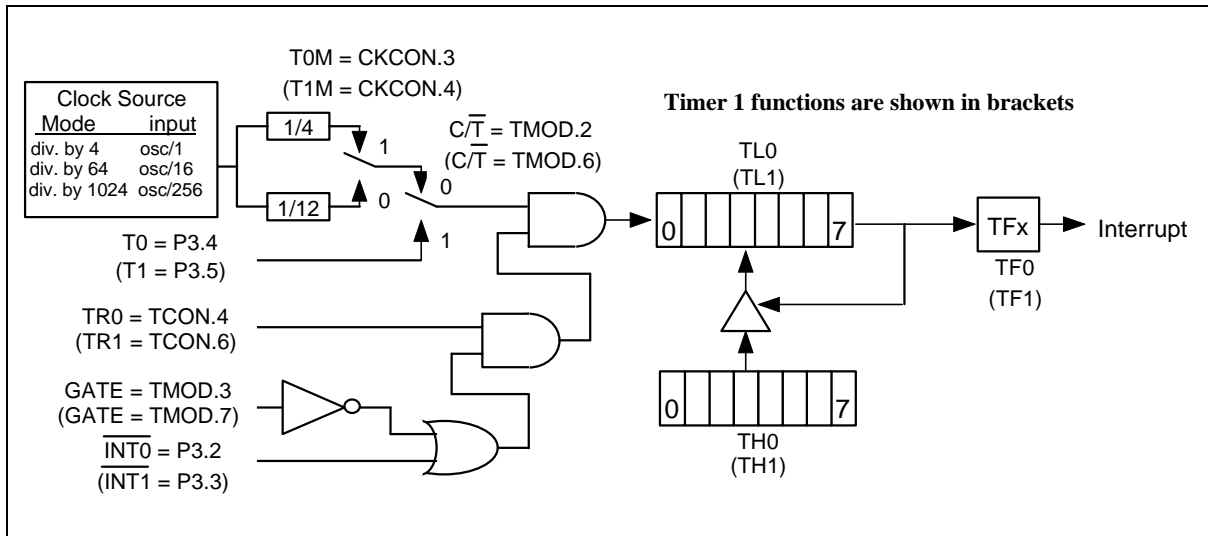 T0M = CKCON.3
(T1M = CKCON.4)
Clock Source
Mode input
div. by 4 osc/1
div. by 64 osc/16
div. by 1024 osc/256
1/4
1/12
1
0
C/T̅ = TMOD.2
(C/T̅ = TMOD.6)
0
1
T0 = P3.4
(T1 = P3.5)
Timer 1 functions are shown in brackets
TL0
(TL1)
0 7
TFx
Interrupt
TF0
(TF1)
TR0 = TCON.4
(TR1 = TCON.6)
GATE = TMOD.3
(GATE = TMOD.7)
I̅N̅T̅0̅ = P3.2
(I̅N̅T̅1̅ = P3.3)
0 7
TH0
(TH1)